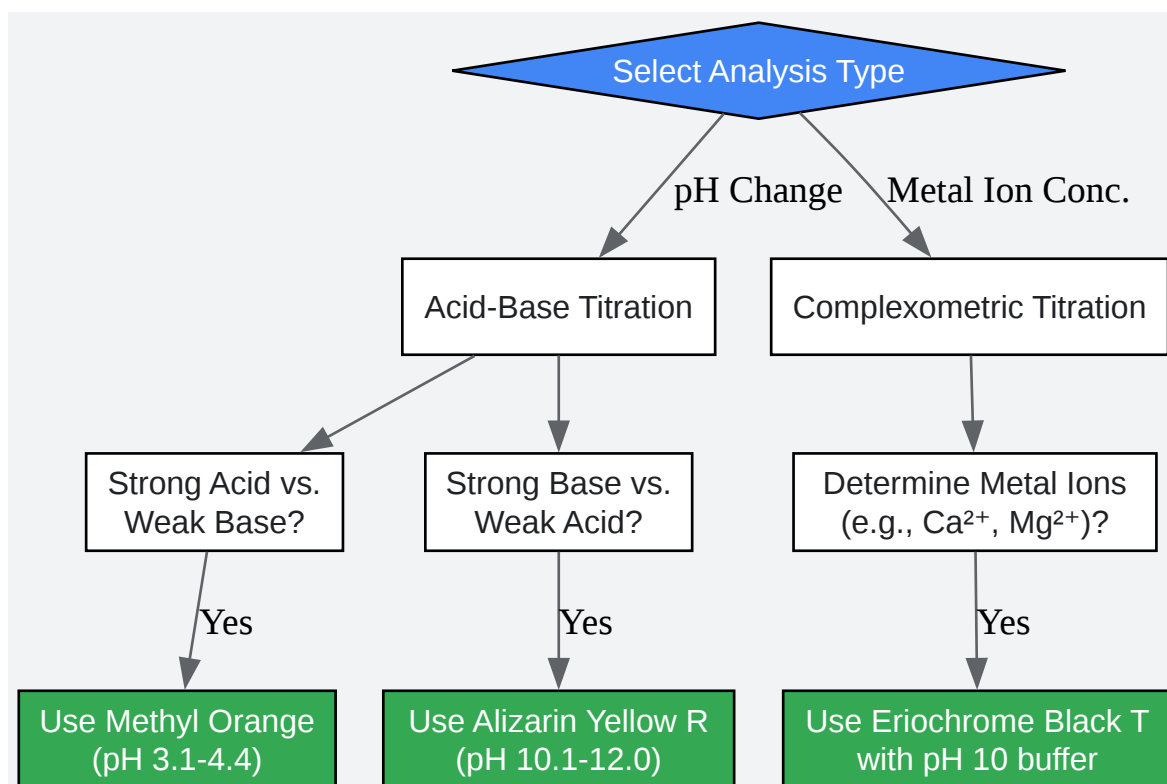 Select Analysis Type
pH Change
Metal Ion Conc.
Acid-Base Titration
Complexometric Titration
Strong Acid vs.
Weak Base?
Strong Base vs.
Weak Acid?
Determine Metal Ions
(e.g., Ca²⁺, Mg²⁺)?
Yes
Yes
Yes
Use Methyl Orange
(pH 3.1-4.4)
Use Alizarin Yellow R
(pH 10.1-12.0)
Use Eriochrome Black T
with pH 10 buffer